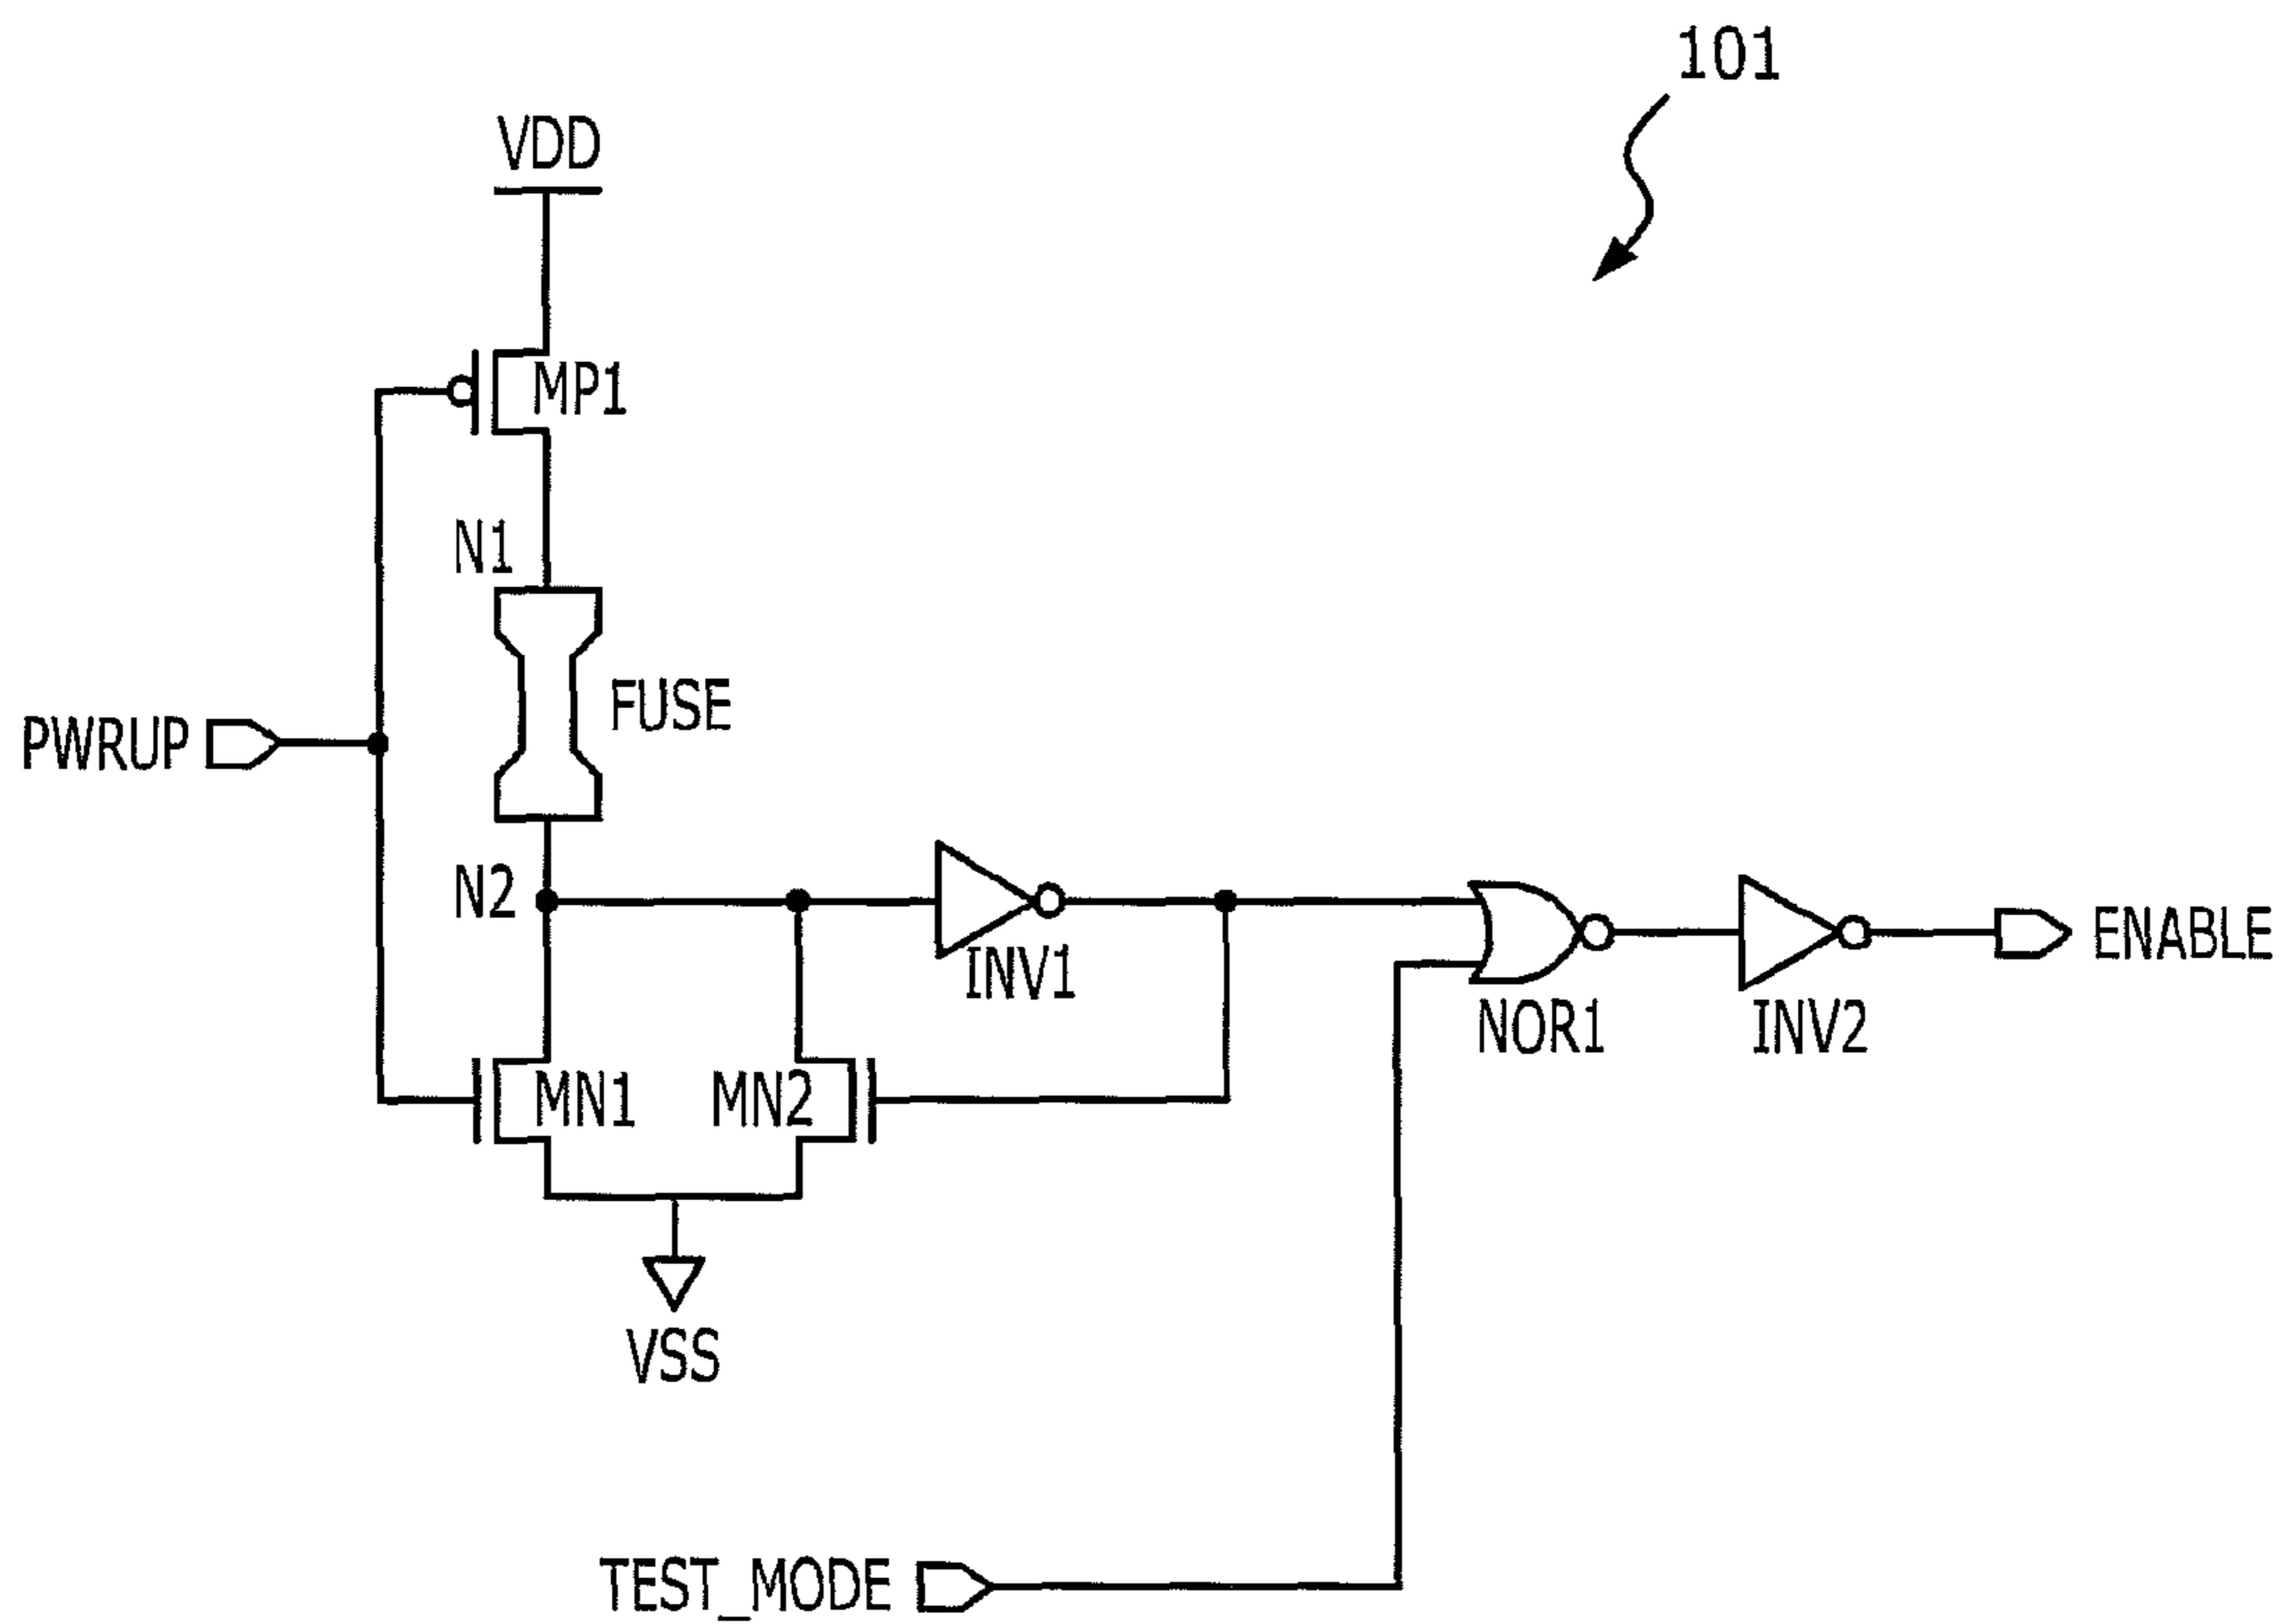 101
VDD
MP1
N1
FUSE
PWRUP
N2
INV1
ENABLE
NOR1
INV2
MN1
MN2
VSS
TEST_MODE